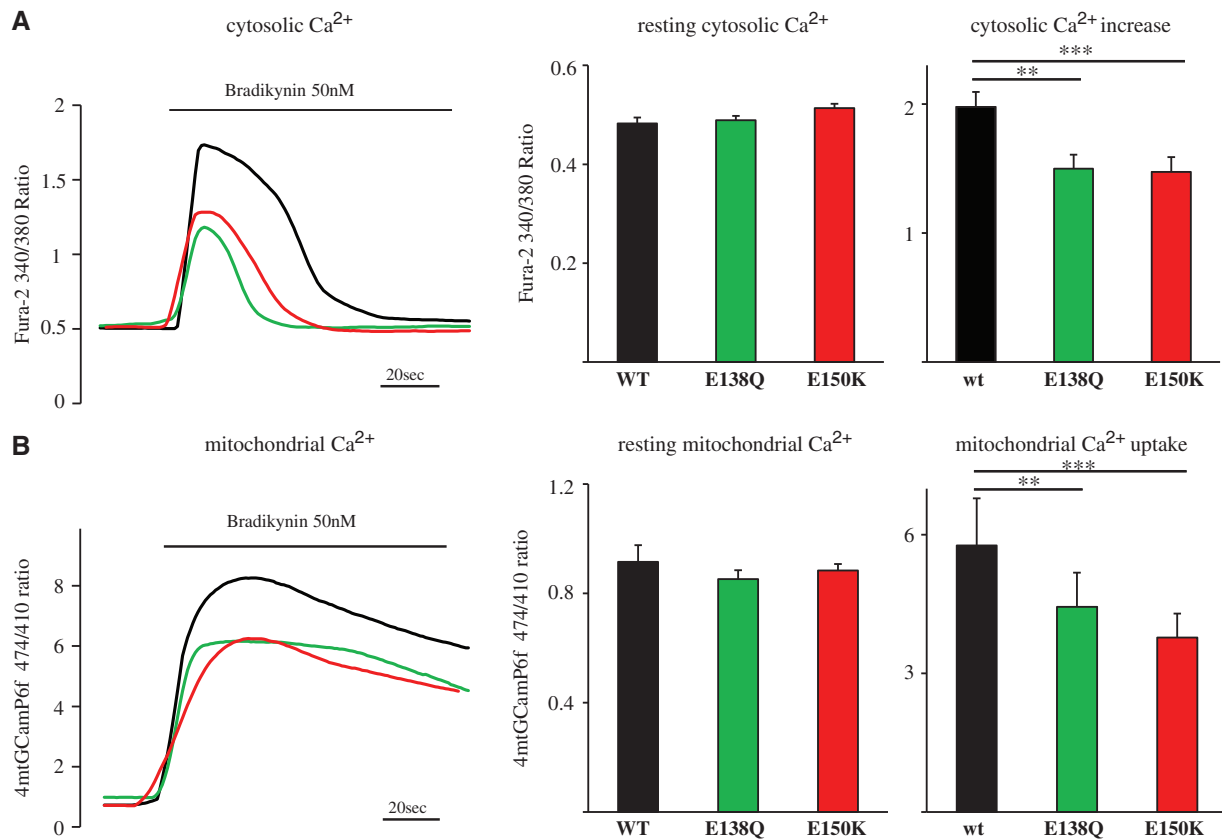 A
cytosolic Ca2+
resting cytosolic Ca2+
cytosolic Ca2+ increase
Fura-2 340/380 Ratio
2
1.5
1
0.5
0
Bradikynin 50nM
20sec
Fura-2 340/380 Ratio
0.6
0.4
0.2
WT
E138Q
E150K
***
**
2
1
wt
E138Q
E150K
B
mitochondrial Ca2+
resting mitochondrial Ca2+
mitochondrial Ca2+ uptake
4mtGCamP6f 474/410 ratio
8
6
4
2
0
Bradikynin 50nM
20sec
4mtGCamP6f 474/410 ratio
1.2
0.8
0.4
WT
E138Q
E150K
***
**
6
3
wt
E138Q
E150K